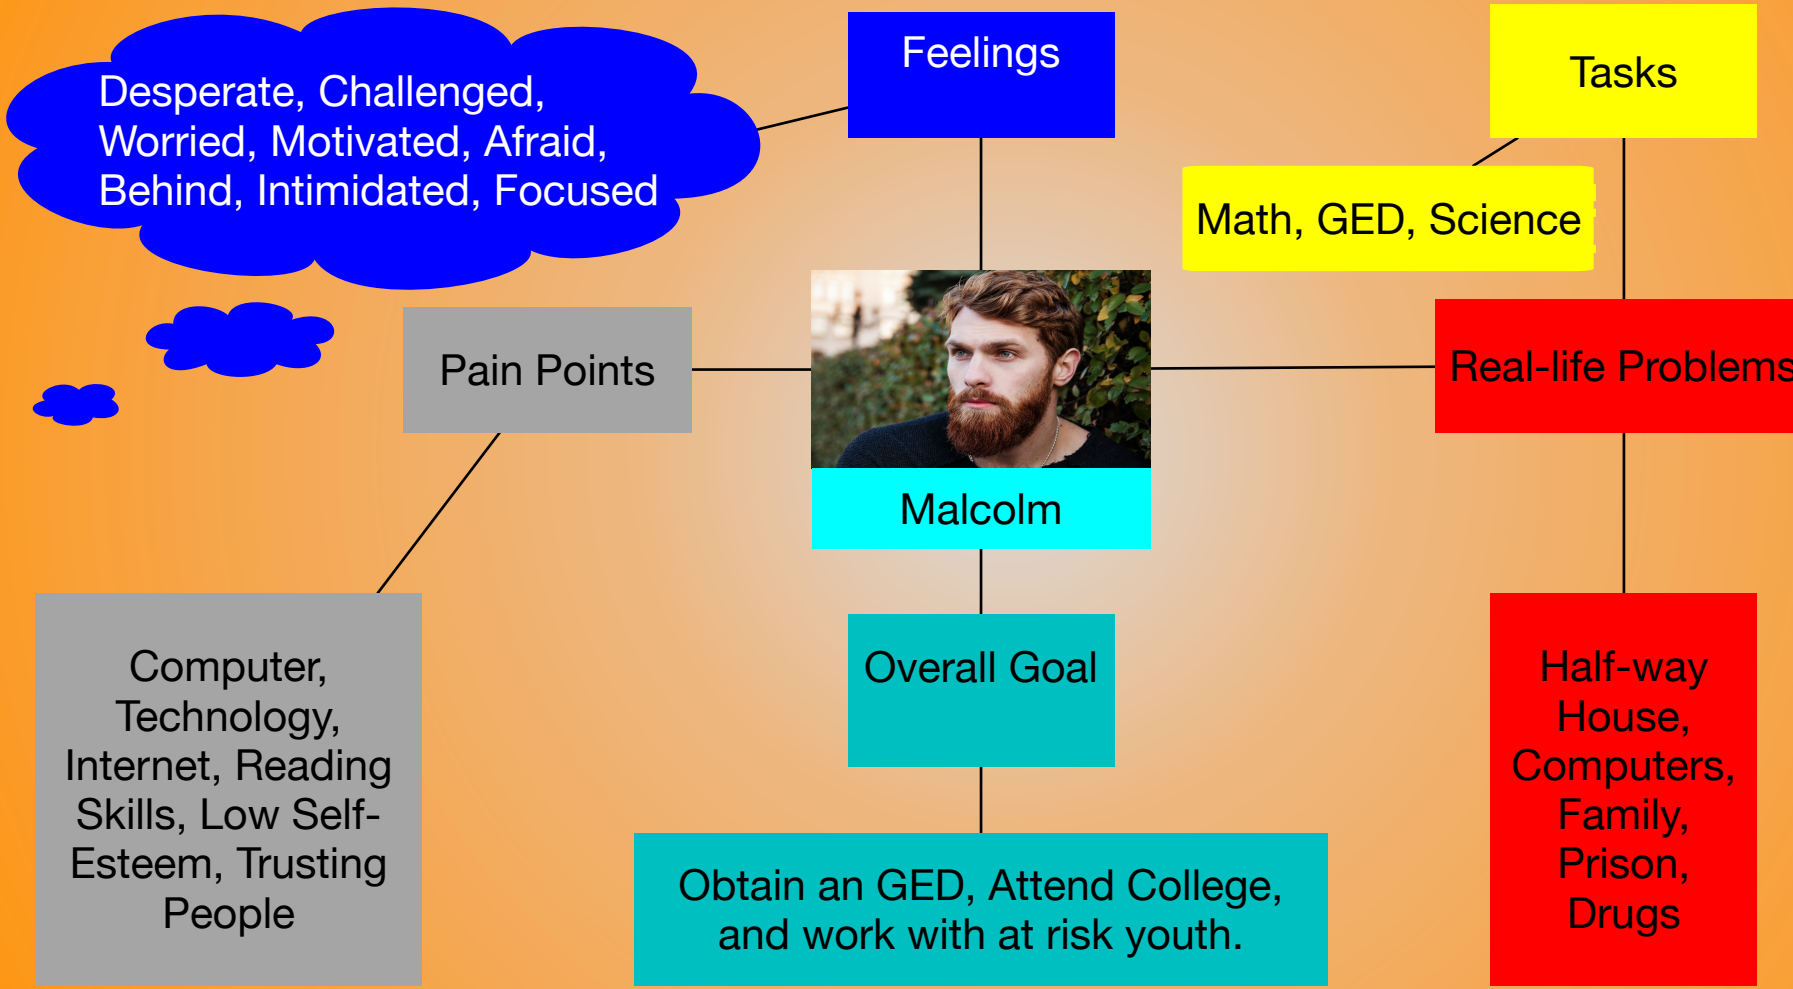 Feelings
Tasks
Desperate, Challenged,
Worried, Motivated, Afraid,
Behind, Intimidated, Focused
Math, GED, Science
Pain Points
Real-life Problems
Malcolm
Overall Goal
Computer,
Technology,
Internet, Reading
Skills, Low Self-
Esteem, Trusting
People
Half-way
House,
Computers,
Family,
Prison,
Drugs
Obtain an GED, Attend College,
and work with at risk youth.